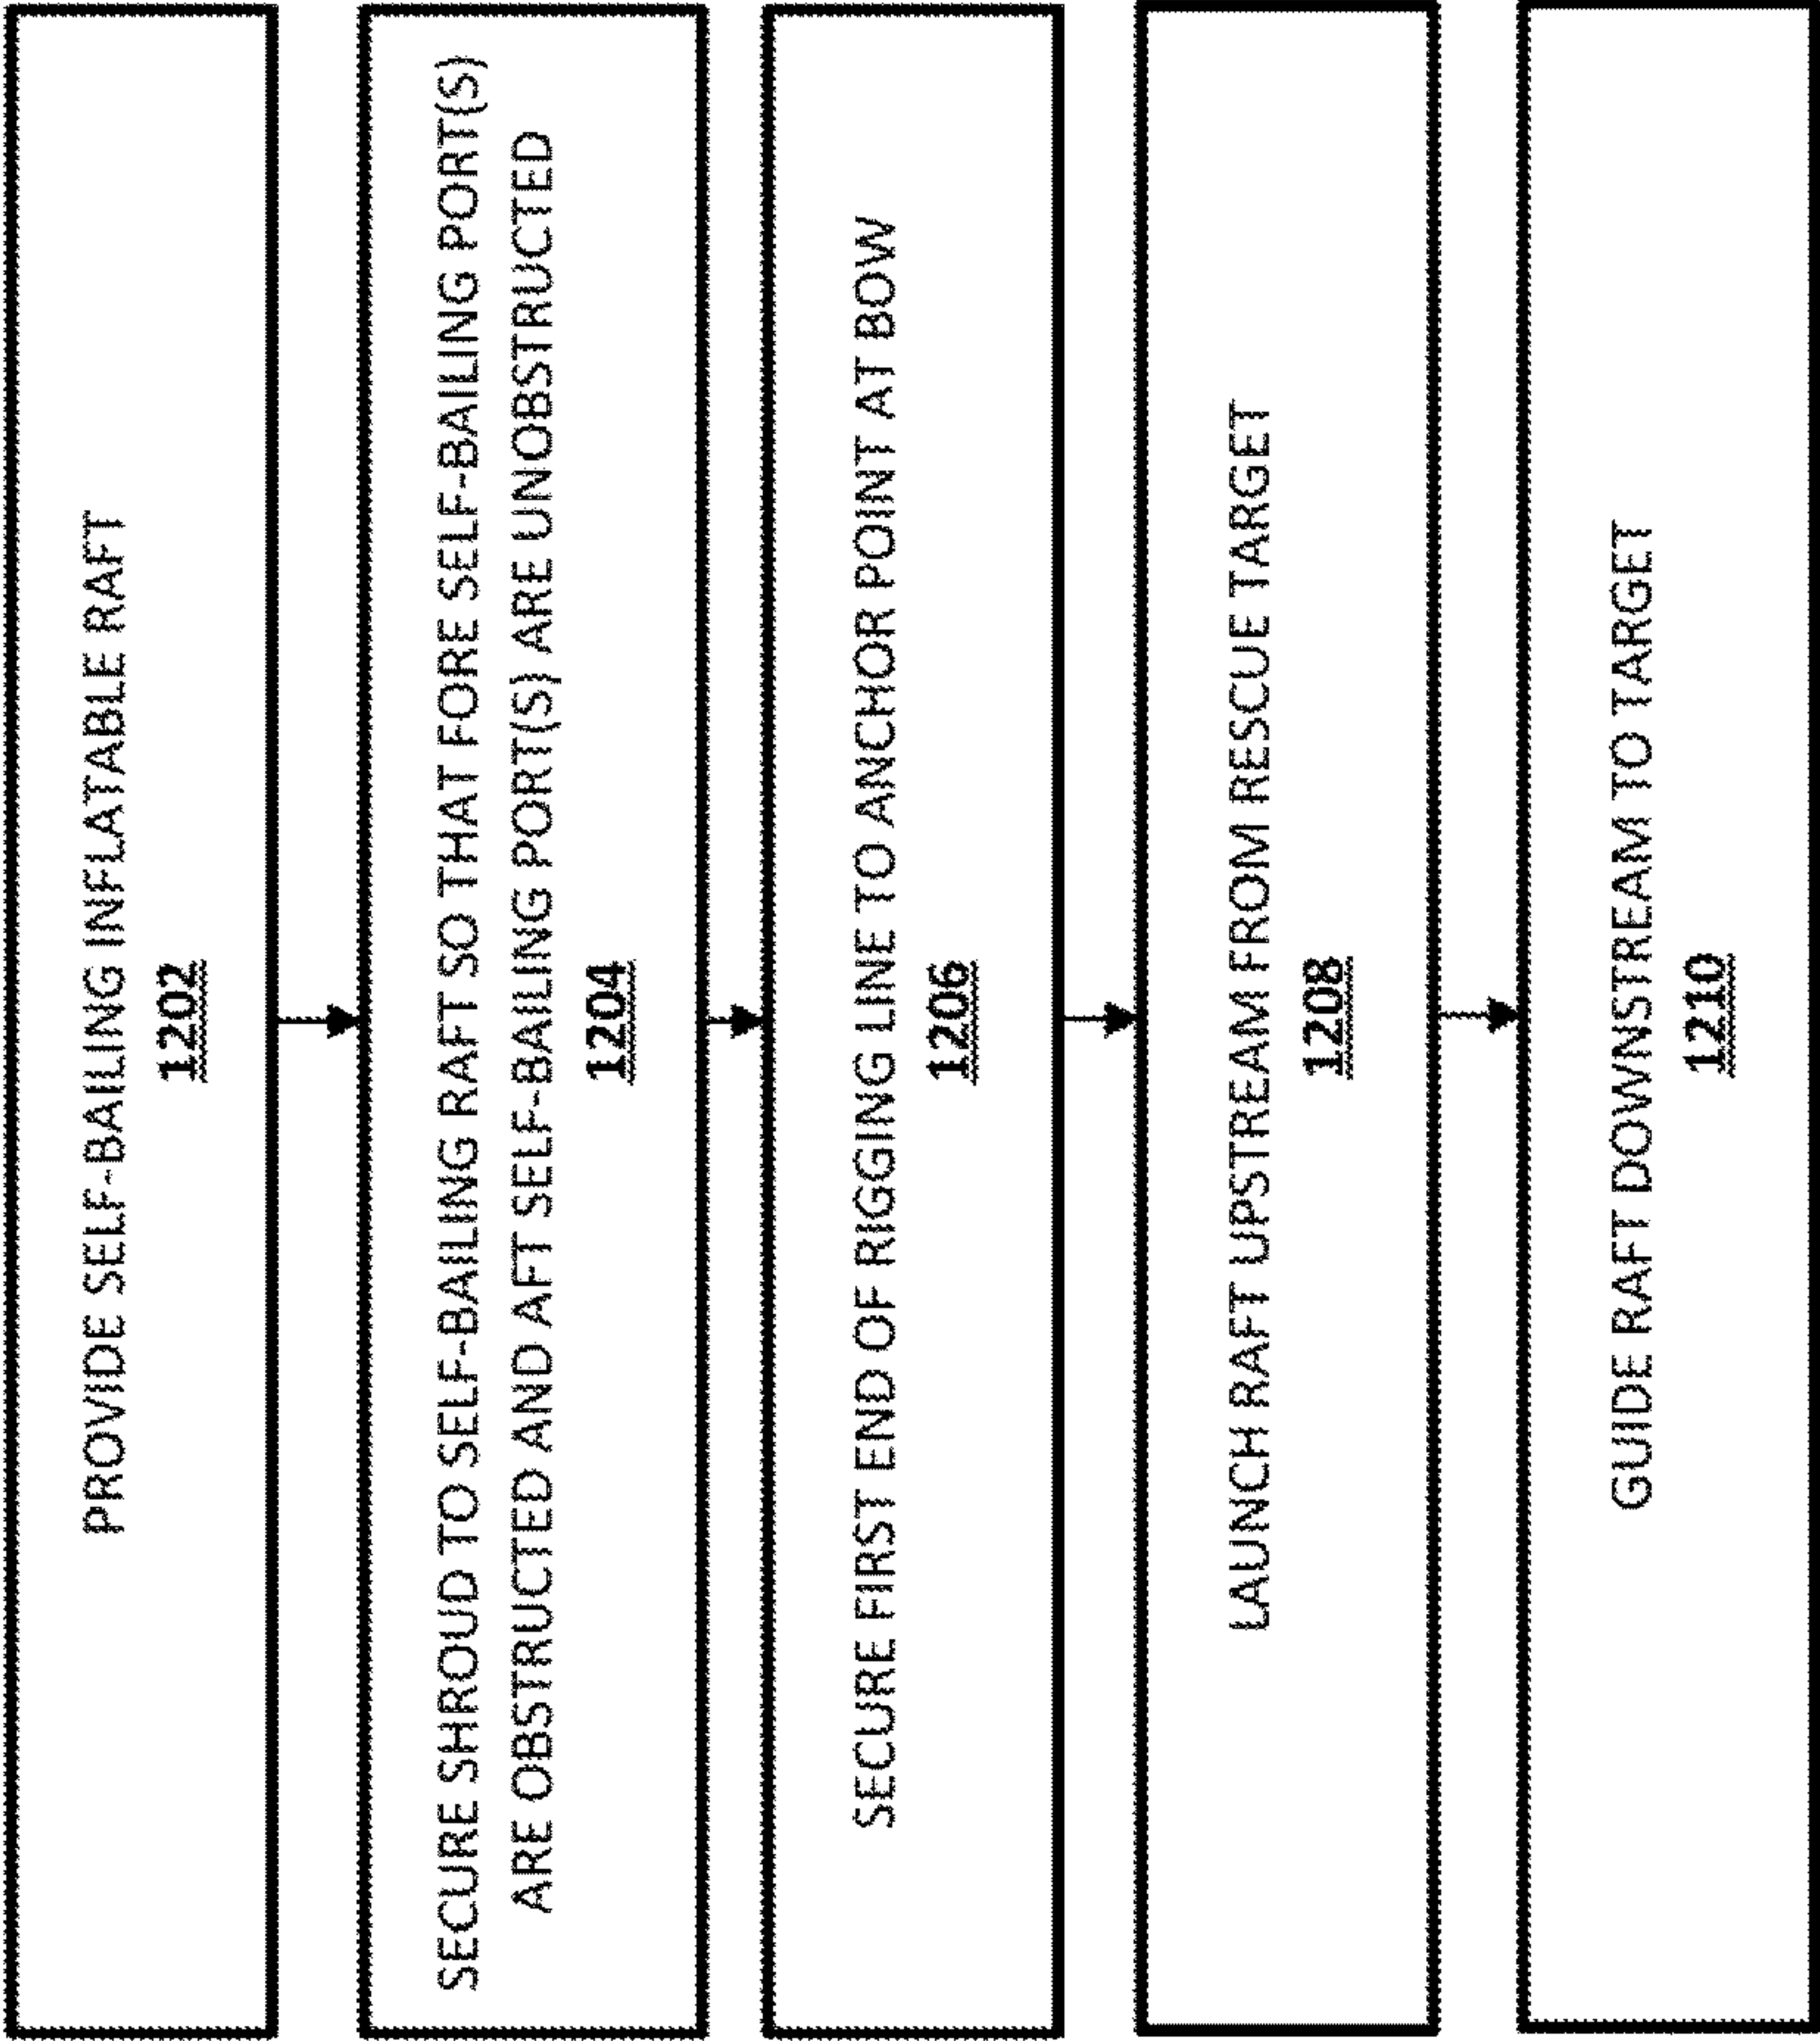 PROVIDE SELF-BAILING INFLATABLE RAFT
1202
SECURE SHROUD TO SELF-BAILING RAFT SO THAT FORE SELF-BAILING PORT(S)
ARE OBSTRUCTED AND AFT SELF-BAILING PORT(S) ARE UNOBSTRUCTED
1204
SECURE FIRST END OF RIGGING LINE TO ANCHOR POINT AT BOW
1206
LAUNCH RAFT UPSTREAM FROM RESCUE TARGET
1208
GUIDE RAFT DOWNSTREAM TO TARGET
1210